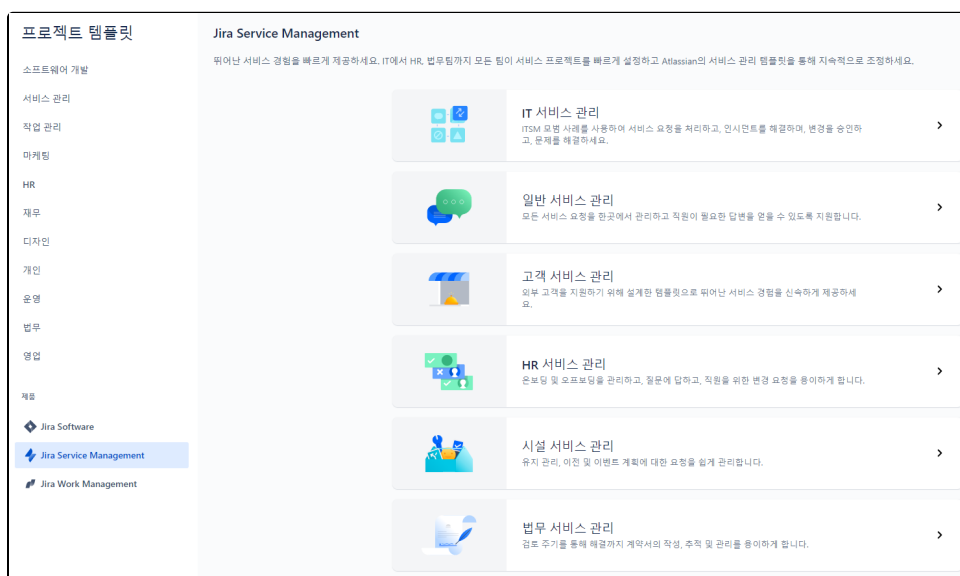 프로젝트 템플릿
소프트웨어 개발
서비스 관리
작업 관리
마케팅
HR
재무
디자인
개인
운영
법무
영업
제품
Jira Software
Jira Service Management
Jira Work Management
Jira Service Management
뛰어난 서비스 경험을 빠르게 제공하세요. IT에서 HR, 법무팀까지 모든 팀이 서비스 프로젝트를 빠르게 설정하고 Atlassian의 서비스 관리 템플릿을 통해 지속적으로 조정하세요.
IT 서비스 관리
ITSM 모범 사례를 사용하여 서비스 요청을 처리하고, 인시던트를 해결하며, 변경을 승인하
고, 문제를 해결하세요.
일반 서비스 관리
모든 서비스 요청을 한곳에서 관리하고 직원이 필요한 답변을 얻을 수 있도록 지원합니다.
고객 서비스 관리
외부 고객을 지원하기 위해 설계한 템플릿으로 뛰어난 서비스 경험을 신속하게 제공하세
요.
HR 서비스 관리
온보딩 및 오프보딩을 관리하고, 질문에 답하고, 직원을 위한 변경 요청을 용이하게 합니다.
시설 서비스 관리
유지 관리, 이전 및 이벤트 계획에 대한 요청을 쉽게 관리합니다.
법무 서비스 관리
검토 주기를 통해 해결까지 계약서의 작성, 추적 및 관리를 용이하게 합니다.